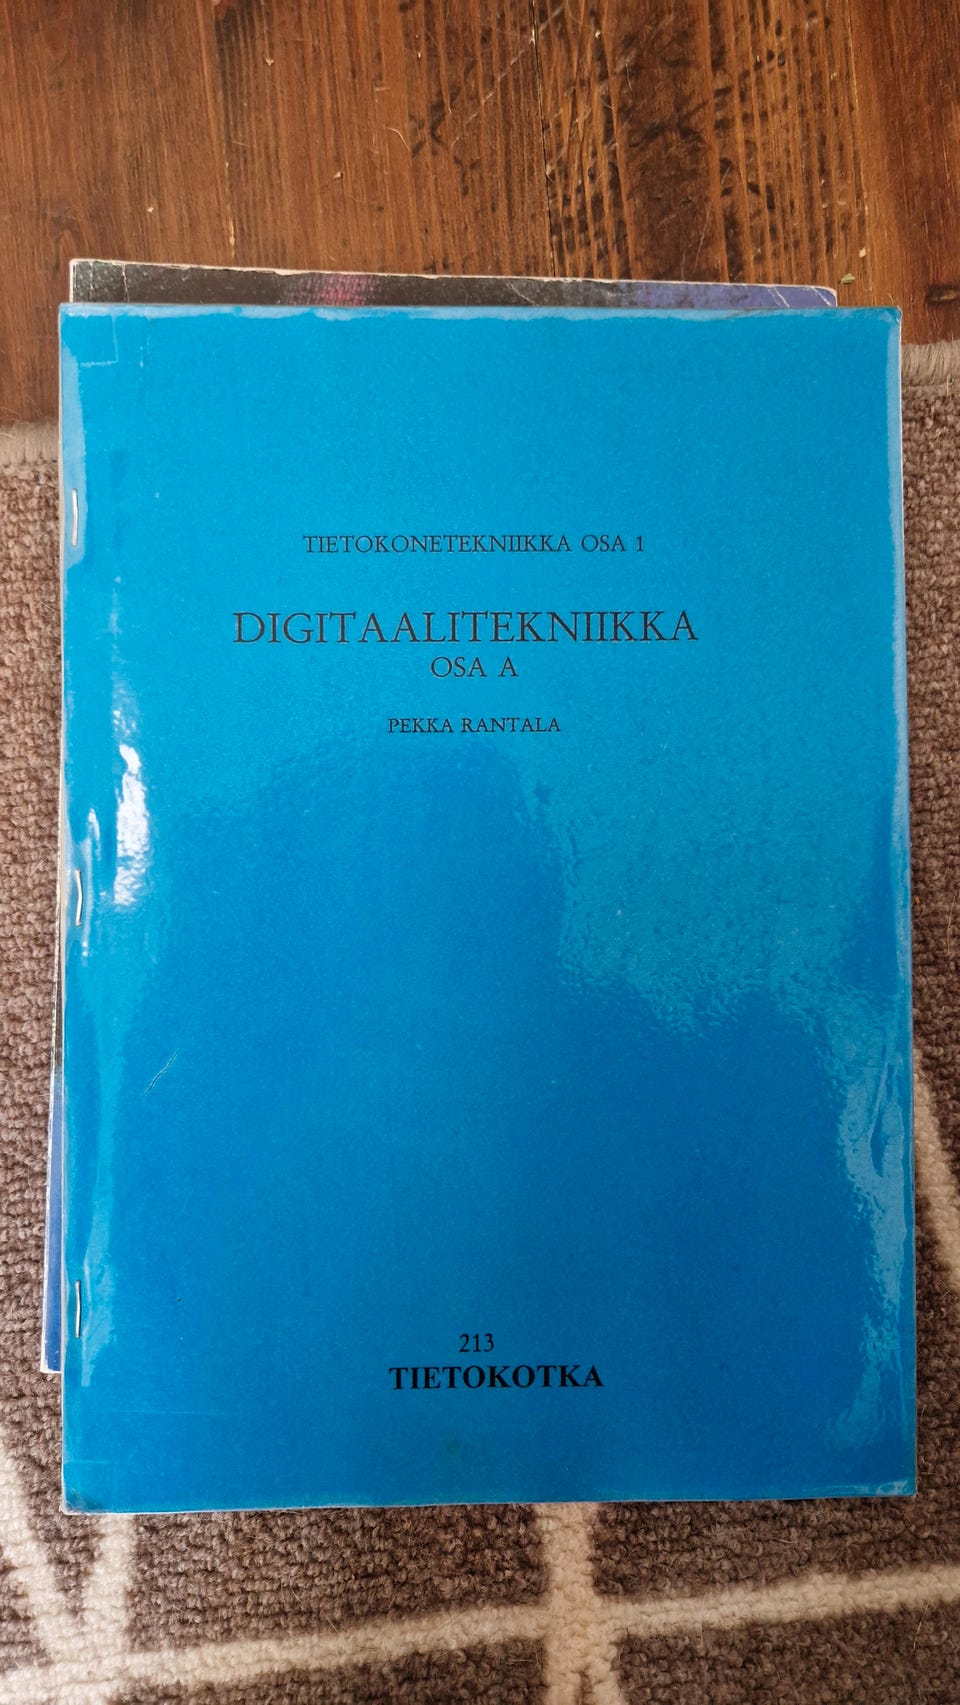 TIETOKONETEKNIIKKA OSA 1
DIGITAALITEKNIIKKA
OSA A
PEKKA RANTALA
213
TIETOKOTKA